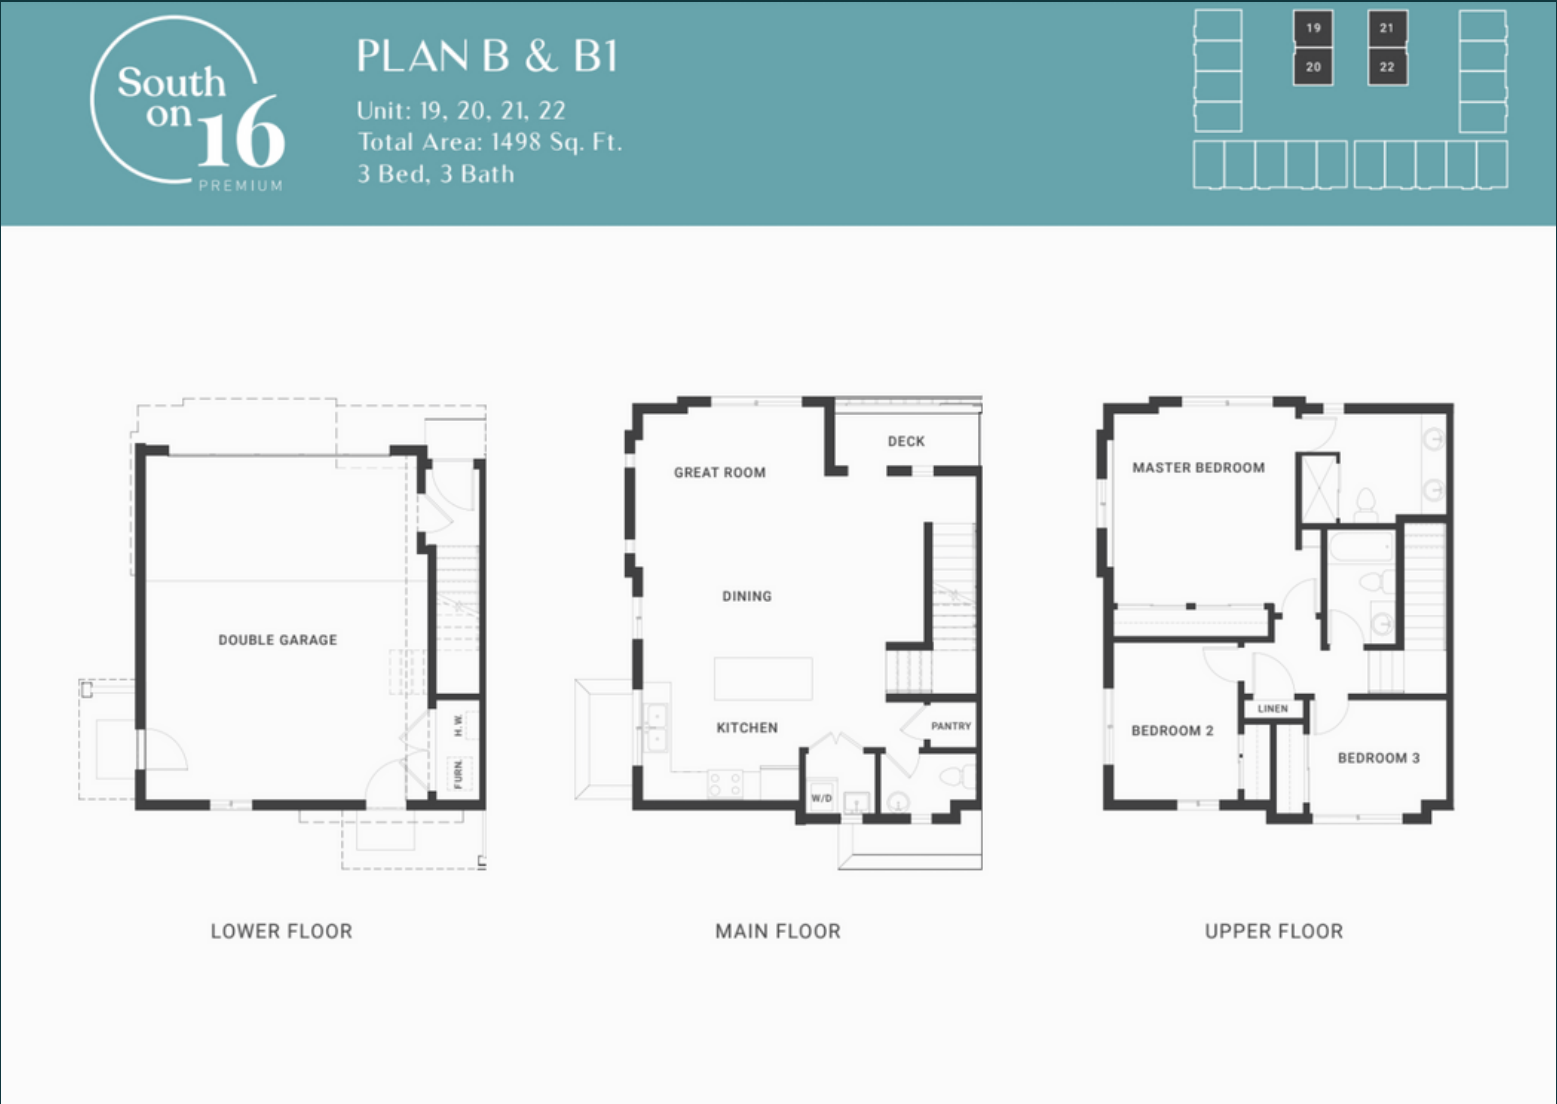 South
on 16
PREMIUM
PLAN B & B1
Unit: 19, 20, 21, 22
Total Area: 1498 Sq. Ft.
3 Bed, 3 Bath
19
21
20
22
DOUBLE GARAGE
H.W.
FURN.
LOWER FLOOR
DECK
GREAT ROOM
DINING
KITCHEN
PANTRY
W/D
MAIN FLOOR
MASTER BEDROOM
LINEN
BEDROOM 2
BEDROOM 3
UPPER FLOOR